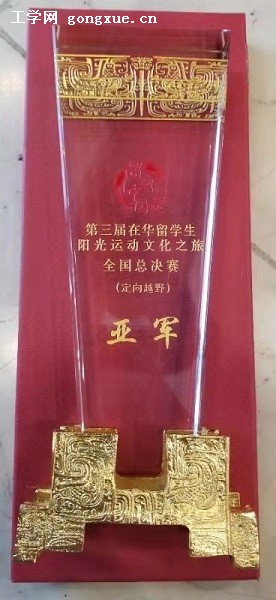 工学网 gongxue.cn
第三届在华留学生
阳光运动文化之旅
全国总决赛
(定向越野)
亚军